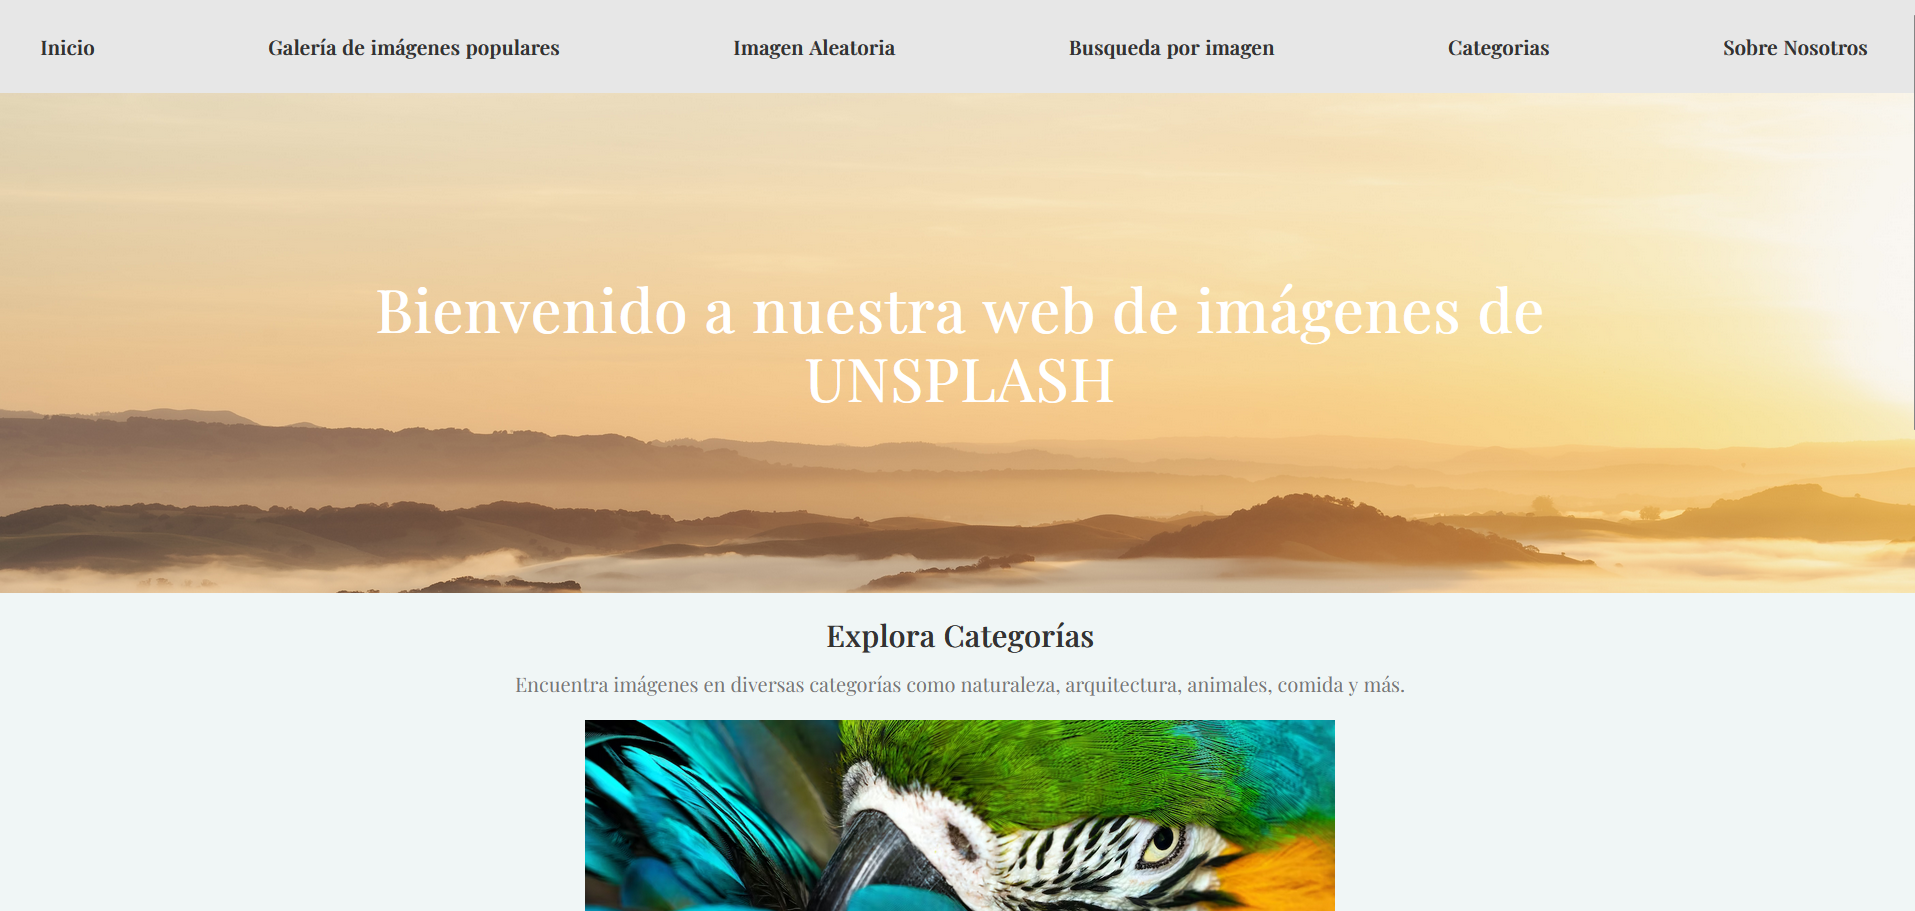 Inicio Galería de imágenes populares Imagen Aleatoria Busqueda por imagen Categorias Sobre Nosotros
Bienvenido a nuestra web de imágenes de
UNSPLASH
Explora Categorías
Encuentra imágenes en diversas categorías como naturaleza, arquitectura, animales, comida y más.